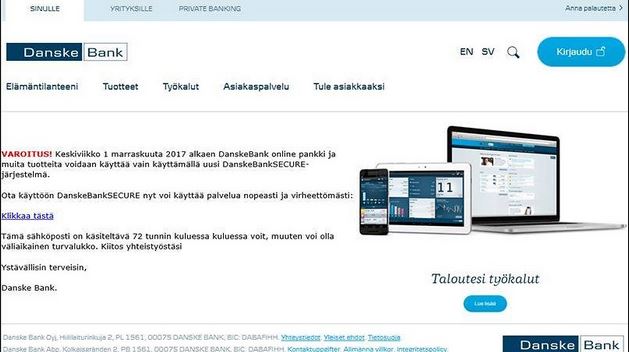 SINULLE YRITYKSILLE PRIVATE BANKING Anna palautetta
Danske Bank EN SV Kirjaudu
Elämäntilanteeni Tuotteet Työkalut Asiakaspalvelu Tule asiakkaaksi
VAROITUS! Keskiviikko 1 marraskuuta 2017 alkaen DanskeBank online pankki ja
muita tuotteita voidaan käyttää vain käyttämällä uusi DanskeBankSECURE-
järjestelmä.
Ota käyttöön DanskeBankSECURE nyt voi käyttää palvelua nopeasti ja virheettömästi:
Klikkaa tästä
Tämä sähköposti on käsiteltävä 72 tunnin kuluessa kuluessa voit, muuten voi olla
väliaikainen turvalukko. Kiitos yhteistyöstäsi
Ystävällisin terveisin,
Danske Bank.
11
Taloutesi työkalut
Lue lisää
Danske Bank Oyj, Hiililaiturinkuja 2, PL 1561, 00075 DANSKE BANK, BIC: DABAFIHH. Yhteystiedot. Yleiset ehdot. Tietosuoja.
Danske Bank Abp, Kolkajseränden 2, PB 1561, 00075 DANSKE BANK, BIC: DABAFIHH. Kontaktuppgifter. Allmänna villkor. Integritetspolicy.
Danske Bank